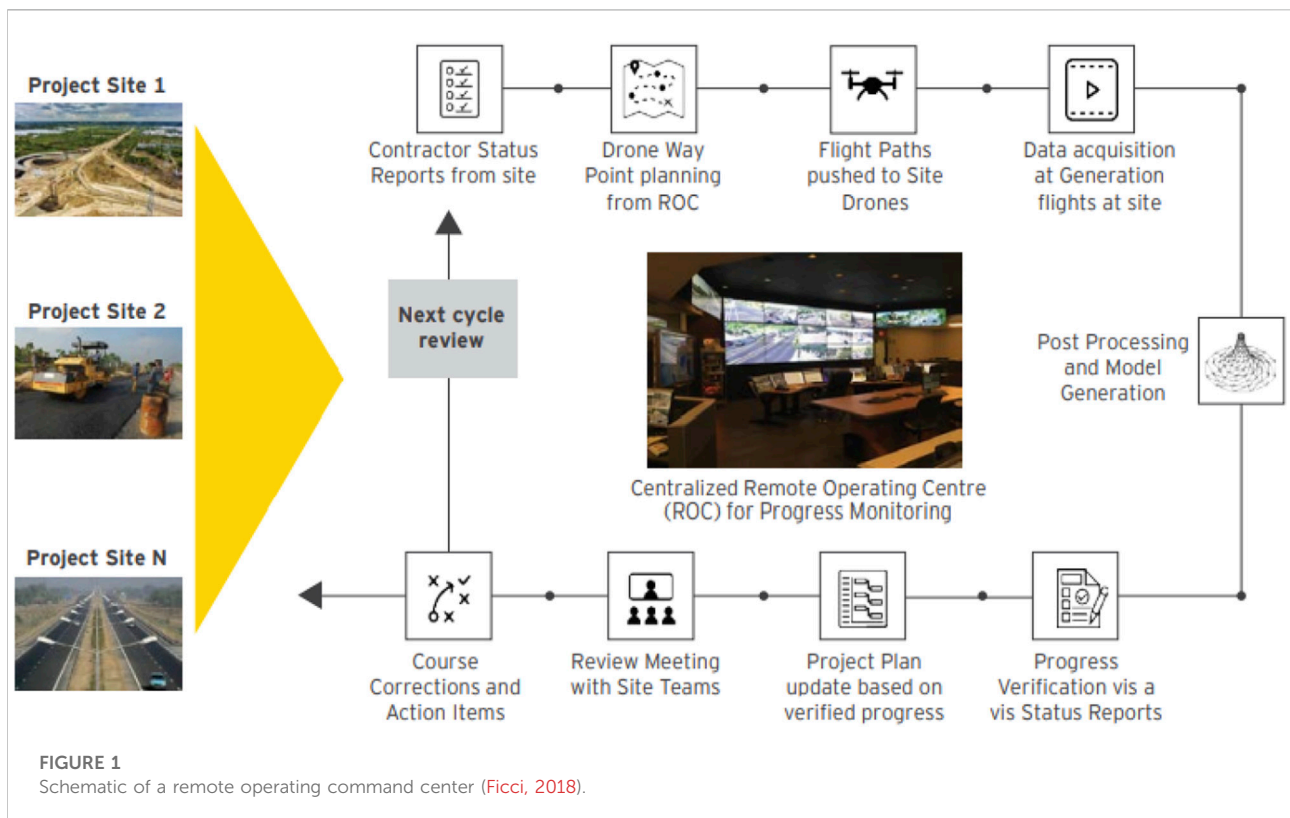 Project Site 1
Project Site 2
Project Site N
Contractor Status
Reports from site
Drone Way
Point planning
from ROC
Flight Paths
pushed to Site
Drones
Data acquisition
at Generation
flights at site
Next cycle
review
Post Processing
and Model
Generation
Centralized Remote Operating Centre
(ROC) for Progress Monitoring
Course
Corrections and
Action Items
Review Meeting
with Site Teams
Project Plan
update based on
verified progress
Progress
Verification vis a
vis Status Reports
FIGURE 1
Schematic of a remote operating command center (Ficci, 2018).